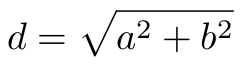 d = √(a² + b²)